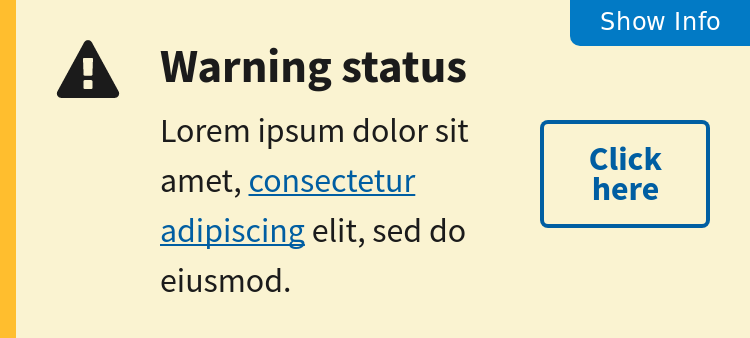 Show Info
Warning status
Lorem ipsum dolor sit
amet, consectetur
adipiscing elit, sed do
eiusmod.
Click
here